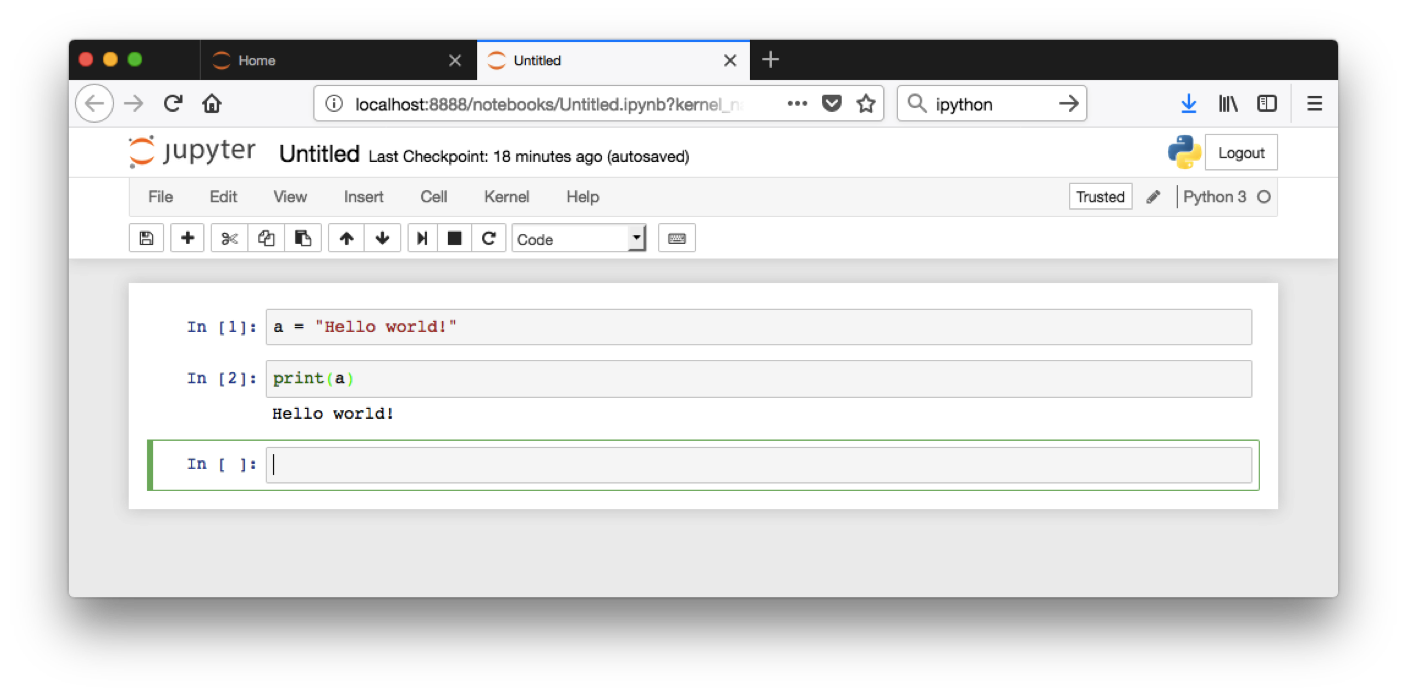 Home
Untitled
localhost:8888/notebooks/Untitled.ipynb?kernel_n
ipython
jupyter Untitled Last Checkpoint: 18 minutes ago (autosaved)
Logout
File Edit View Insert Cell Kernel Help
Trusted
Python 3
Code
In [1]: a = "Hello world!"
In [2]: print(a)
Hello world!
In [ ]: